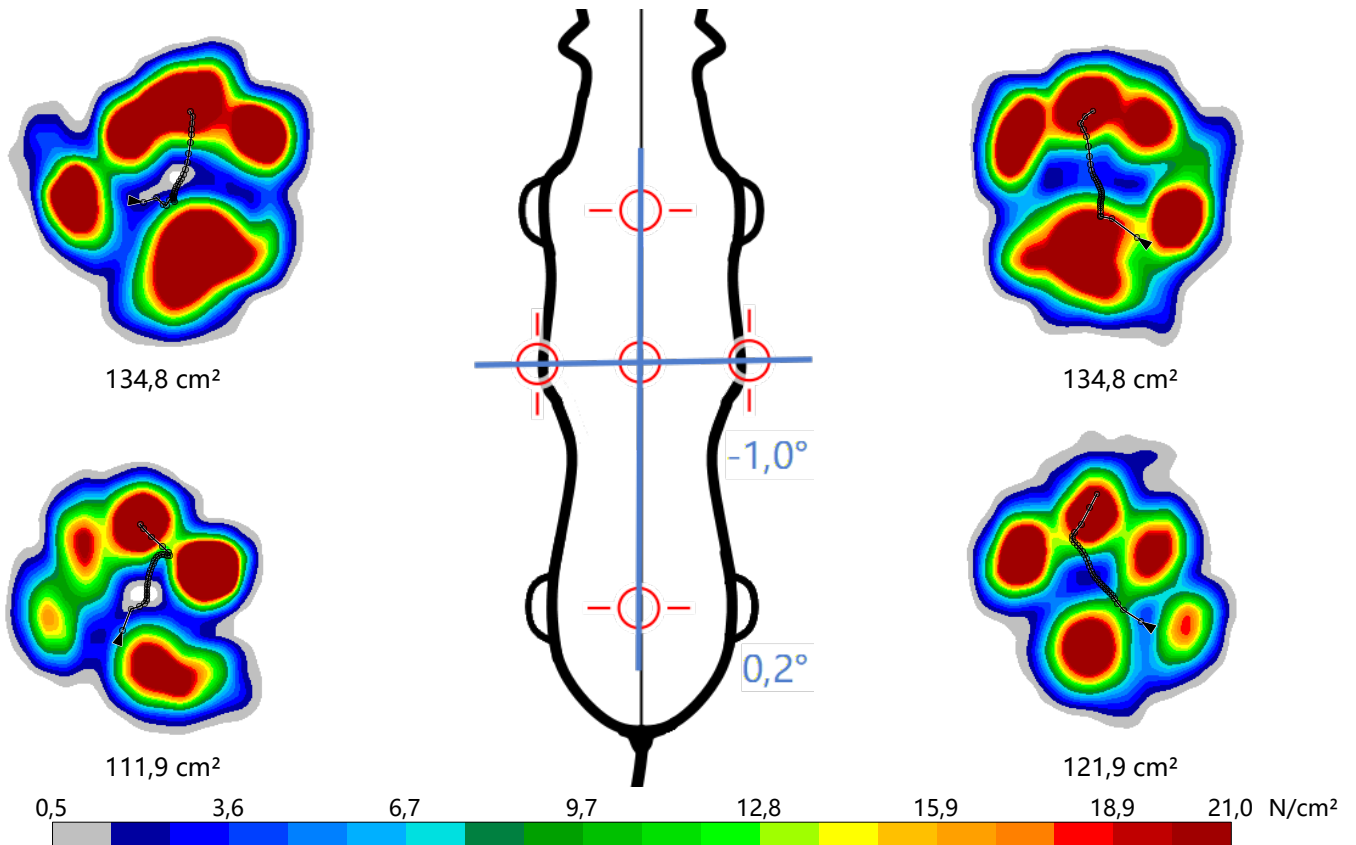 134,8 cm²
134,8 cm²
-1,0°
0,2°
111,9 cm²
121,9 cm²
0,5 3,6 6,7 9,7 12,8 15,9 18,9 21,0 N/cm²